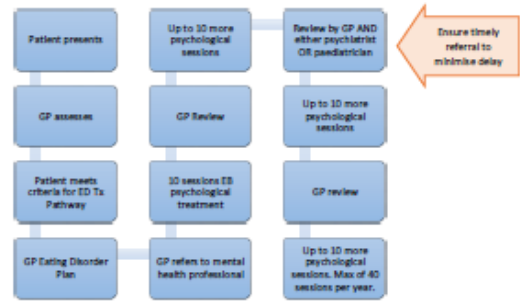 Patient presents
GP assesses
Patient meets
criteria for ED Tx
Pathway
GP Eating Disorder
Plan
GP refers to mental
health professional
10 sessions EB
psychological
treatment
GP Review
Up to 10 more
psychological
sessions
Review by GP AND
either psychiatrist
OR paediatrician
Ensure timely
referral to
minimise delay
Up to 10 more
psychological
sessions
GP review
Up to 10 more
psychological
sessions. Max of 40
sessions per year.